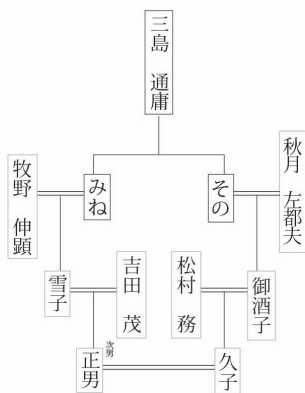 三島 通庸
秋月 左都夫
その
みね
牧野 伸顕
御酒子
松村 務
吉田 茂
雪子
久子
次男
正男